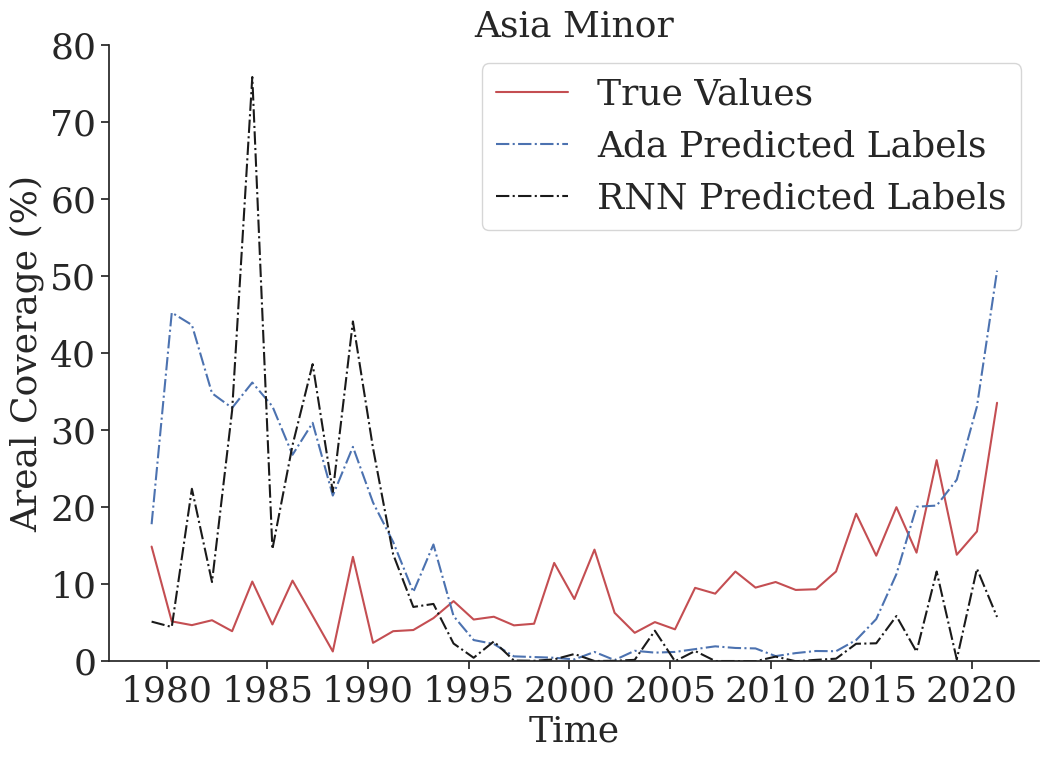 Asia Minor
80
70
60
50
40
30
20
10
0
Areal Coverage (%)
True Values
Ada Predicted Labels
RNN Predicted Labels
1980 1985 1990 1995 2000 2005 2010 2015 2020
Time